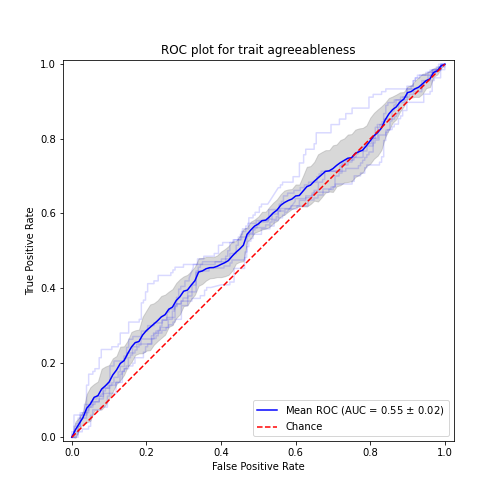 ROC plot for trait agreeableness
1.0
0.8
0.6
0.4
0.2
0.0
True Positive Rate
Mean ROC (AUC = 0.55 ± 0.02)
Chance
0.0 0.2 0.4 0.6 0.8 1.0
False Positive Rate